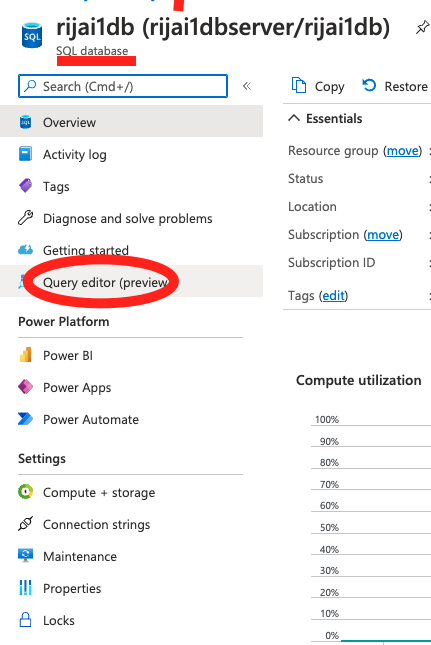 rijai1db (rijai1dbserver/rijai1db)
SQL
SQL database
Search (Cmd+/)
«
Copy
Restore
Overview
Activity log
Tags
Diagnose and solve problems
Getting started
Query editor (preview
Power Platform
Power BI
Power Apps
Power Automate
Settings
Compute + storage
Connection strings
Maintenance
Properties
Locks
Essentials
Resource group (move) :
Status :
Location :
Subscription (move) :
Subscription ID :
Tags (edit) :
Compute utilization
100%
90%
80%
70%
60%
50%
40%
30%
20%
10%
0%